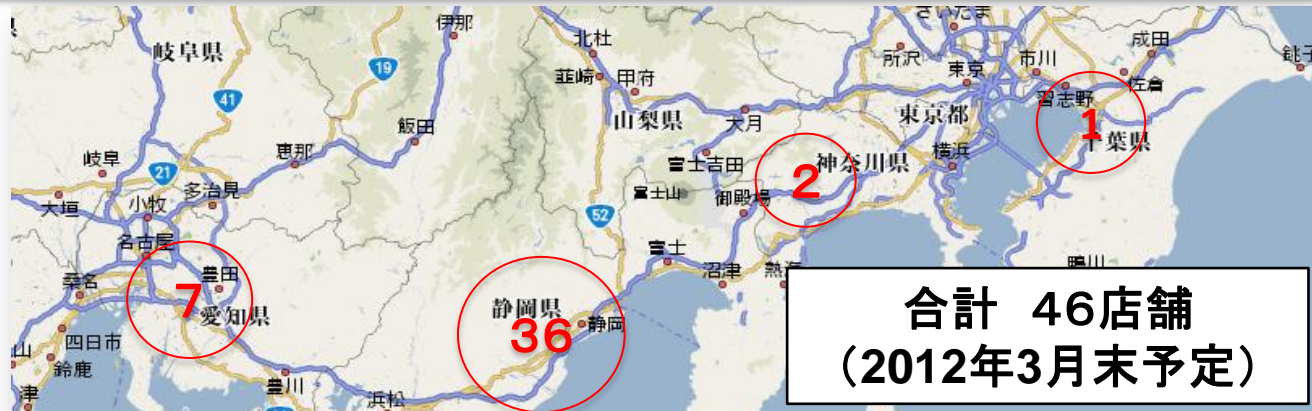 さいたま
伊那
岐阜県
北杜
成田
所沢
東京
市川
銚子
19
韮崎
甲府
佐倉
41
習志野
山梨県
大月
東京都
1
千葉県
飯田
恵那
岐阜
富士吉田
神奈川県
横浜
21
多治見
2
富士山
御殿場
大垣
小牧
52
名古屋
富士
鴨川
桑名
豊田
沼津
熱海
7
愛知県
静岡県
静岡
36
四日市
鈴鹿
豊川
浜松
津
合計 46店舗
(2012年3月末予定)